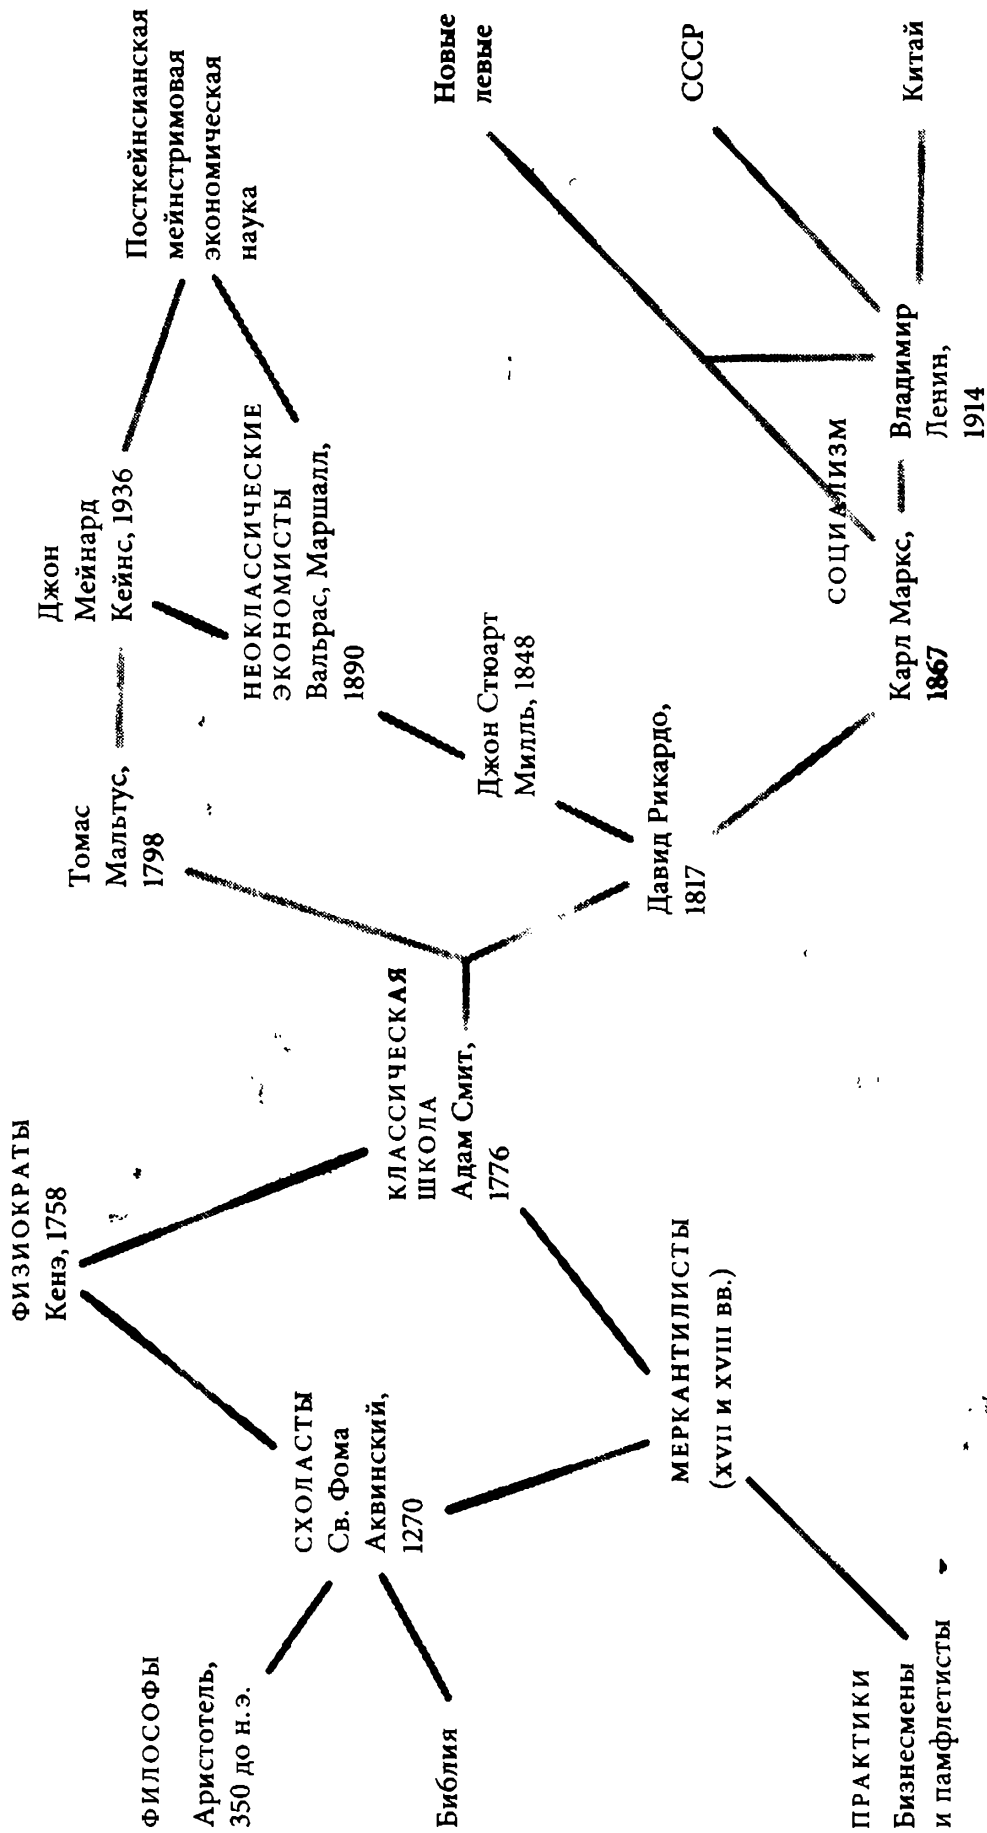 ФИЛОСОФЫ
Аристотель,
350 до н.э.
Библия
ПРАКТИКИ
Бизнесмены
и памфлетисты
СХОЛАСТЫ
Св. Фома
Аквинский,
1270
ФИЗИОКРАТЫ
Кенэ, 1758
МЕРКАНТИЛИСТЫ
(XVII И XVIII ВВ.)
КЛАССИЧЕСКАЯ
ШКОЛА
Адам Смит,
1776
Томас
Мальтус,
1798
Давид Рикардо,
1817
Джон Стюарт
Милль, 1848
Джон
Мейнард
Кейнс, 1936
НЕОКЛАССИЧЕСКИЕ
ЭКОНОМИСТЫ
Вальрас, Маршалл,
1890
СОЦИАЛИЗМ
Карл Маркс,
1867
Владимир
Ленин,
1914
Посткейнсианская
мейнстримовая
экономическая
наука
Новые
левые
СССР
Китай